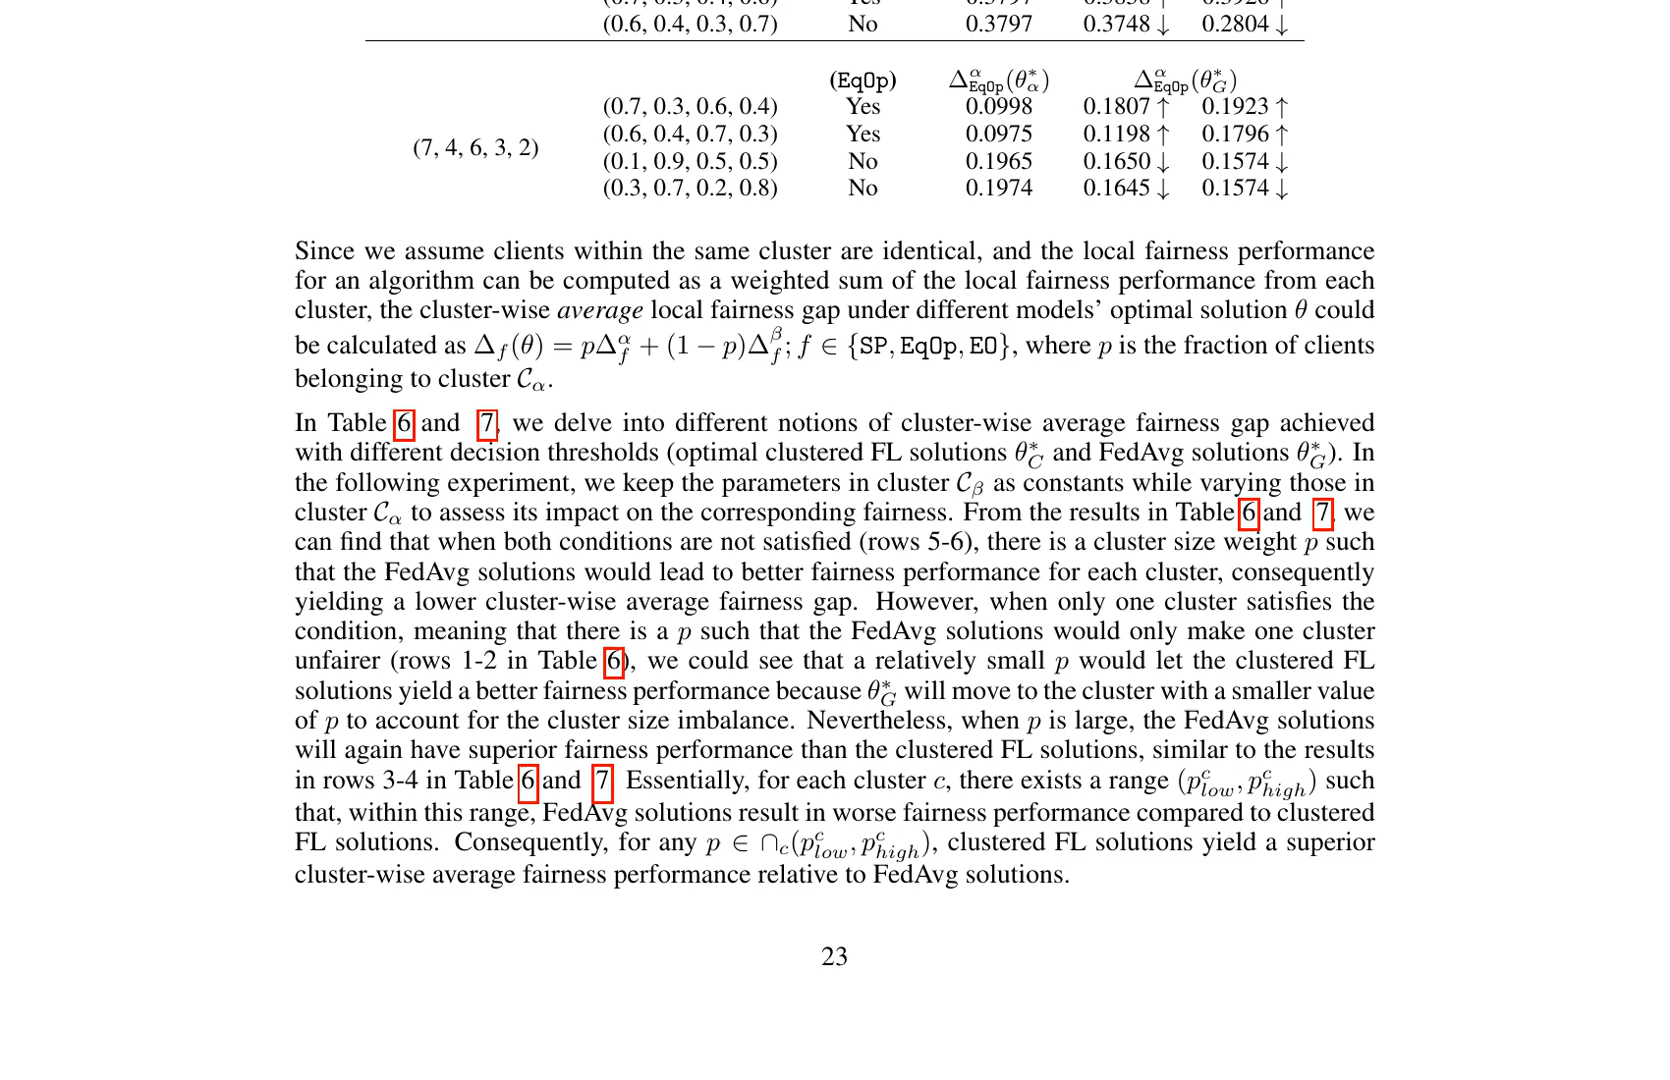 (0.6, 0.4, 0.3, 0.7) No 0.3797 0.3748 ↓ 0.2804 ↓
(EqOp) Δ^α_EqOp(θ*_α) Δ^α_EqOp(θ*_G)
(0.7, 0.3, 0.6, 0.4) Yes 0.0998 0.1807 ↑ 0.1923 ↑
(0.6, 0.4, 0.7, 0.3) Yes 0.0975 0.1198 ↑ 0.1796 ↑
(7, 4, 6, 3, 2)
(0.1, 0.9, 0.5, 0.5) No 0.1965 0.1650 ↓ 0.1574 ↓
(0.3, 0.7, 0.2, 0.8) No 0.1974 0.1645 ↓ 0.1574 ↓
Since we assume clients within the same cluster are identical, and the local fairness performance
for an algorithm can be computed as a weighted sum of the local fairness performance from each
cluster, the cluster-wise average local fairness gap under different models' optimal solution θ could
be calculated as Δ_f(θ) = pΔ^α_f + (1 − p)Δ^β_f; f ∈ {SP, EqOp, EO}, where p is the fraction of clients
belonging to cluster C_α.
In Table 6 and 7, we delve into different notions of cluster-wise average fairness gap achieved
with different decision thresholds (optimal clustered FL solutions θ*_C and FedAvg solutions θ*_G). In
the following experiment, we keep the parameters in cluster C_β as constants while varying those in
cluster C_α to assess its impact on the corresponding fairness. From the results in Table 6 and 7, we
can find that when both conditions are not satisfied (rows 5-6), there is a cluster size weight p such
that the FedAvg solutions would lead to better fairness performance for each cluster, consequently
yielding a lower cluster-wise average fairness gap. However, when only one cluster satisfies the
condition, meaning that there is a p such that the FedAvg solutions would only make one cluster
unfairer (rows 1-2 in Table 6), we could see that a relatively small p would let the clustered FL
solutions yield a better fairness performance because θ*_G will move to the cluster with a smaller value
of p to account for the cluster size imbalance. Nevertheless, when p is large, the FedAvg solutions
will again have superior fairness performance than the clustered FL solutions, similar to the results
in rows 3-4 in Table 6 and 7. Essentially, for each cluster c, there exists a range (p^c_low, p^c_high) such
that, within this range, FedAvg solutions result in worse fairness performance compared to clustered
FL solutions. Consequently, for any p ∈ ∩_c(p^c_low, p^c_high), clustered FL solutions yield a superior
cluster-wise average fairness performance relative to FedAvg solutions.
23